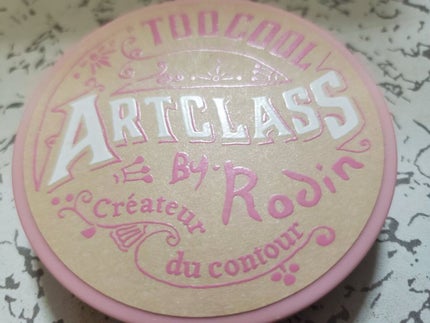 TOO COOL
ARTCLASS
By Rodin
Créateur
du contour